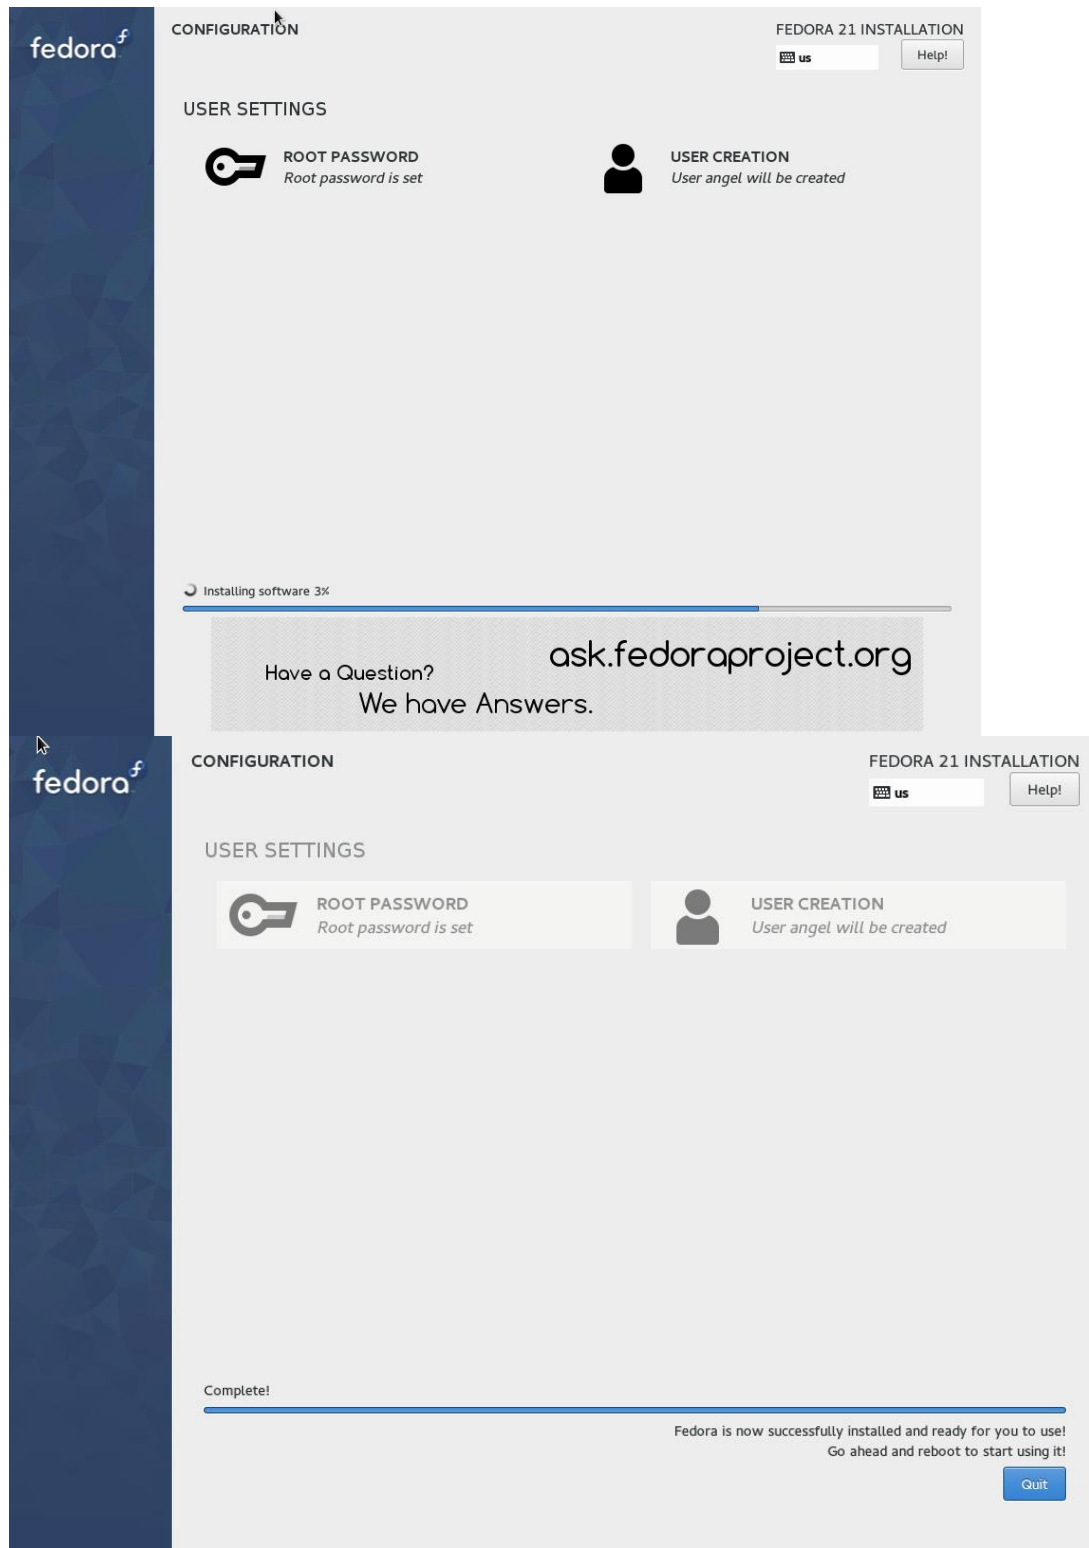 fedora
CONFIGURATION
FEDORA 21 INSTALLATION
us
Help!
USER SETTINGS
ROOT PASSWORD
Root password is set
USER CREATION
User angel will be created
Installing software 3%
ask.fedoraproject.org
Have a Question?
We have Answers.
fedora
CONFIGURATION
FEDORA 21 INSTALLATION
us
Help!
USER SETTINGS
ROOT PASSWORD
Root password is set
USER CREATION
User angel will be created
Complete!
Fedora is now successfully installed and ready for you to use!
Go ahead and reboot to start using it!
Quit